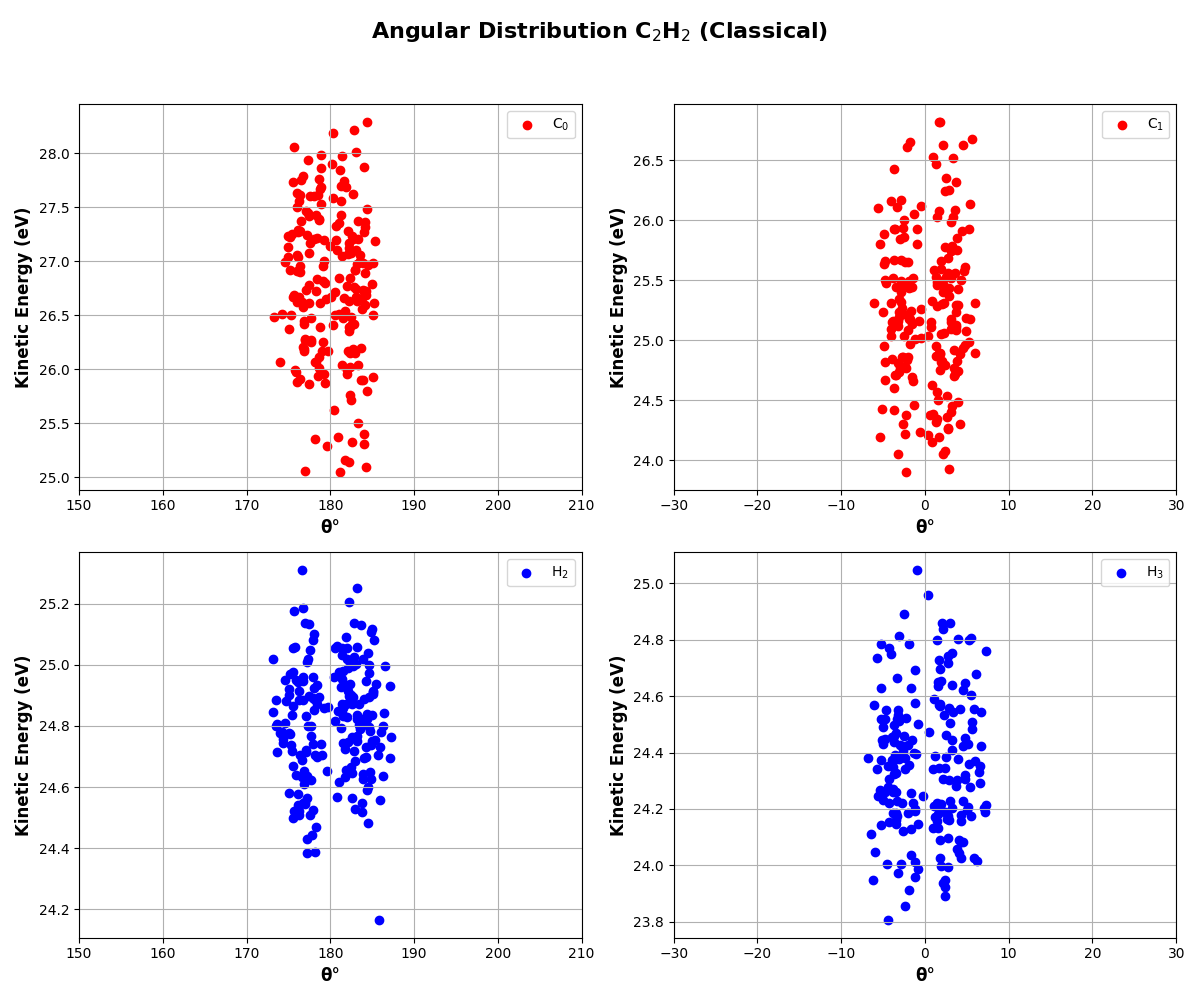 Angular Distribution C₂H₂ (Classical)
Kinetic Energy (eV)
28.0
27.5
27.0
26.5
26.0
25.5
25.0
C₀
150 160 170 180 190 200 210
θ°
Kinetic Energy (eV)
26.5
26.0
25.5
25.0
24.5
24.0
C₁
−30 −20 −10 0 10 20 30
θ°
Kinetic Energy (eV)
25.2
25.0
24.8
24.6
24.4
24.2
H₂
150 160 170 180 190 200 210
θ°
Kinetic Energy (eV)
25.0
24.8
24.6
24.4
24.2
24.0
23.8
H₃
−30 −20 −10 0 10 20 30
θ°